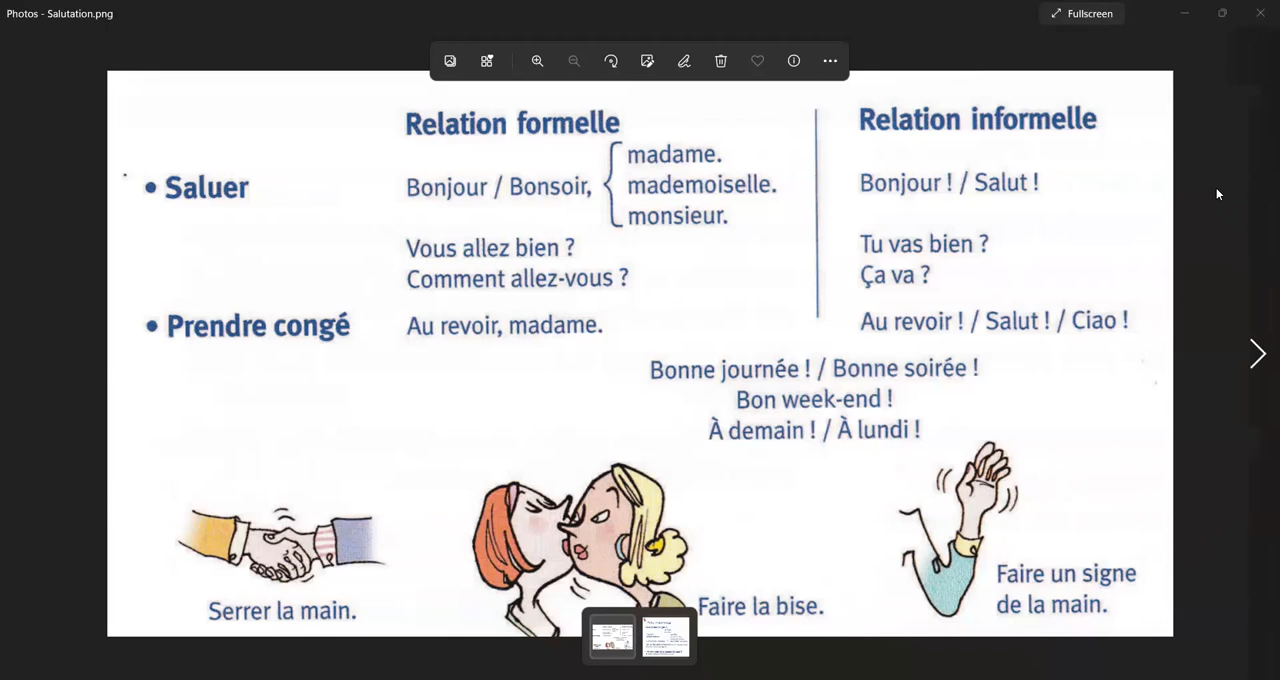 Photos - Salutation.png
Fullscreen
Relation formelle
Relation informelle
• Saluer
Bonjour / Bonsoir,
madame.
mademoiselle.
monsieur.
Bonjour ! / Salut !
Vous allez bien ?
Comment allez-vous ?
Tu vas bien ?
Ça va ?
• Prendre congé
Au revoir, madame.
Au revoir ! / Salut ! / Ciao !
Bonne journée ! / Bonne soirée !
Bon week-end !
À demain ! / À lundi !
Serrer la main.
Faire la bise.
Faire un signe
de la main.